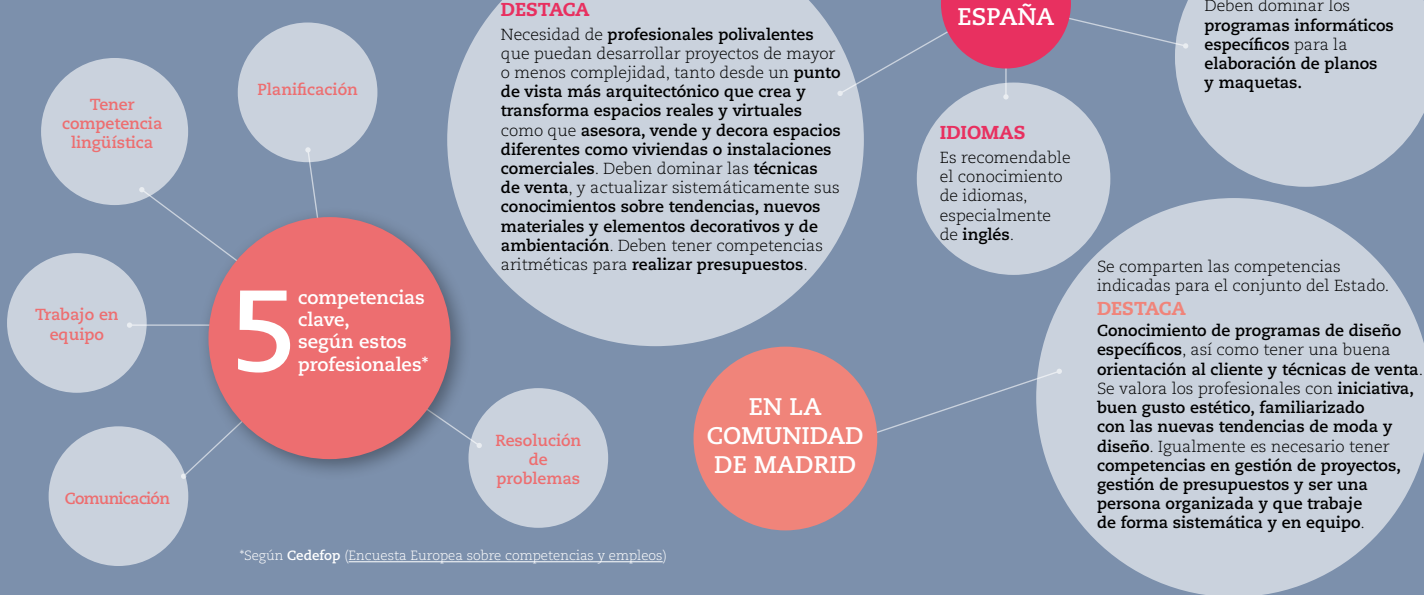 Tener
competencia
lingüística
Planificación
Trabajo en
equipo
5
competencias
clave,
según estos
profesionales*
Comunicación
Resolución
de
problemas
*Según Cedefop (Encuesta Europea sobre competencias y empleos)
DESTACA
Necesidad de profesionales polivalentes
que puedan desarrollar proyectos de mayor
o menos complejidad, tanto desde un punto
de vista más arquitectónico que crea y
transforma espacios reales y virtuales
como que asesora, vende y decora espacios
diferentes como viviendas o instalaciones
comerciales. Deben dominar las técnicas
de venta, y actualizar sistemáticamente sus
conocimientos sobre tendencias, nuevos
materiales y elementos decorativos y de
ambientación. Deben tener competencias
aritméticas para realizar presupuestos.
ESPAÑA
IDIOMAS
Es recomendable
el conocimiento
de idiomas,
especialmente
de inglés.
Deben dominar los
programas informáticos
específicos para la
elaboración de planos
y maquetas.
EN LA
COMUNIDAD
DE MADRID
Se comparten las competencias
indicadas para el conjunto del Estado.
DESTACA
Conocimiento de programas de diseño
específicos, así como tener una buena
orientación al cliente y técnicas de venta.
Se valora los profesionales con iniciativa,
buen gusto estético, familiarizado
con las nuevas tendencias de moda y
diseño. Igualmente es necesario tener
competencias en gestión de proyectos,
gestión de presupuestos y ser una
persona organizada y que trabaje
de forma sistemática y en equipo.